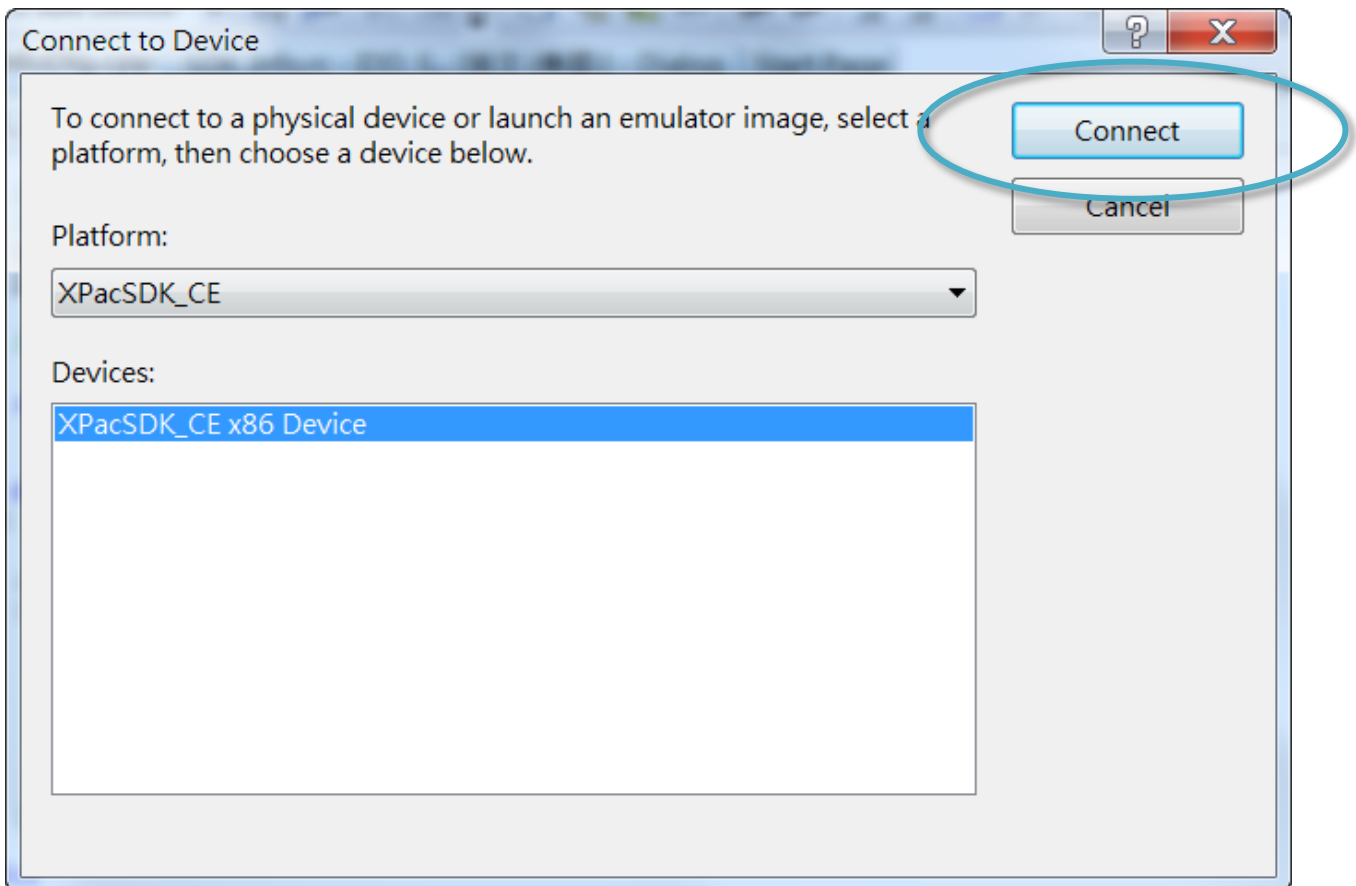 Connect to Device
To connect to a physical device or launch an emulator image, select a
platform, then choose a device below.
Connect
Cancel
Platform:
XPacSDK_CE
Devices:
XPacSDK_CE x86 Device